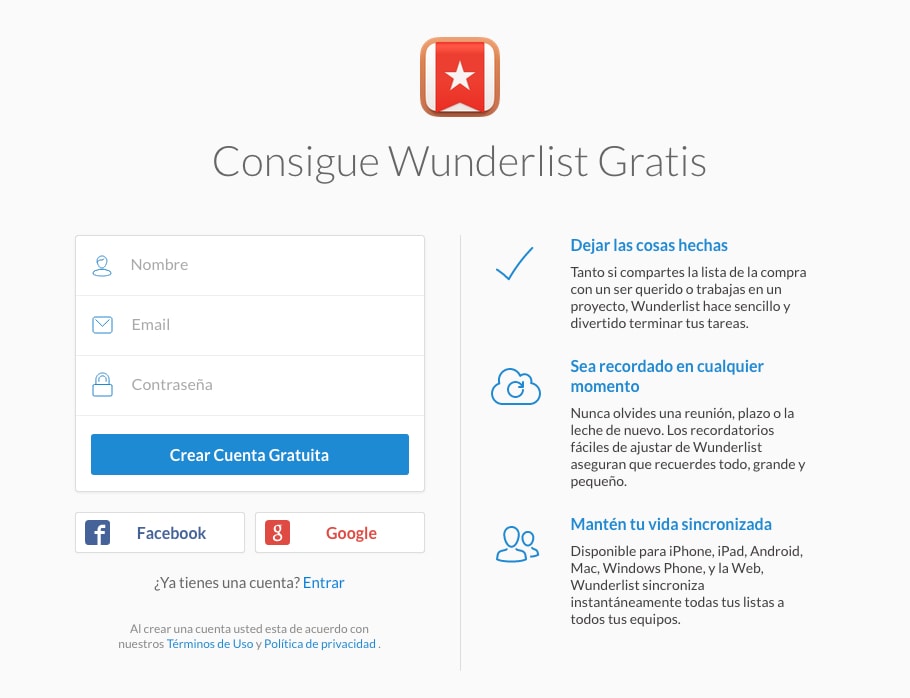 Consigue Wunderlist Gratis
Nombre
Email
Contraseña
Crear Cuenta Gratuita
Facebook
Google
¿Ya tienes una cuenta? Entrar
Al crear una cuenta usted esta de acuerdo con
nuestros Términos de Uso y Política de privacidad .
Dejar las cosas hechas
Tanto si compartes la lista de la compra
con un ser querido o trabajas en un
proyecto, Wunderlist hace sencillo y
divertido terminar tus tareas.
Sea recordado en cualquier
momento
Nunca olvides una reunión, plazo o la
leche de nuevo. Los recordatorios
fáciles de ajustar de Wunderlist
aseguran que recuerdes todo, grande y
pequeño.
Mantén tu vida sincronizada
Disponible para iPhone, iPad, Android,
Mac, Windows Phone, y la Web,
Wunderlist sincroniza
instantáneamente todas tus listas a
todos tus equipos.